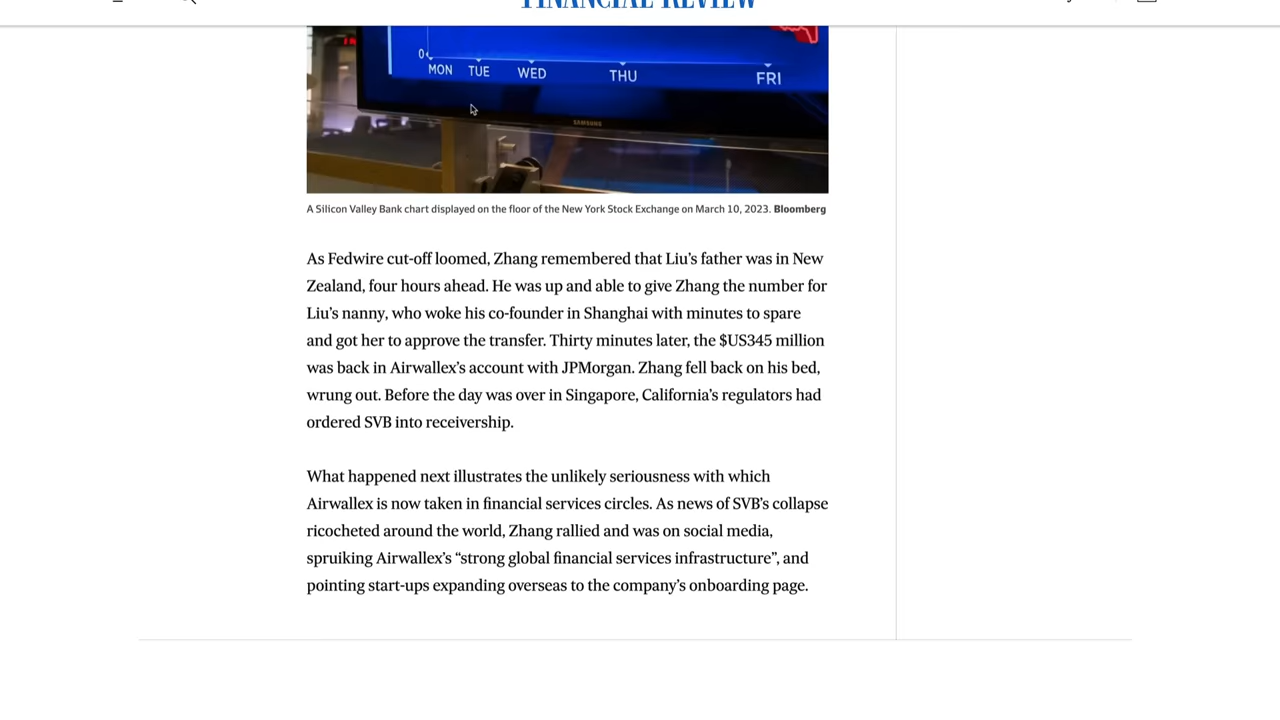 FINANCIAL REVIEW
0
MON TUE WED THU FRI
SAMSUNG
A Silicon Valley Bank chart displayed on the floor of the New York Stock Exchange on March 10, 2023. Bloomberg
As Fedwire cut-off loomed, Zhang remembered that Liu’s father was in New
Zealand, four hours ahead. He was up and able to give Zhang the number for
Liu’s nanny, who woke his co-founder in Shanghai with minutes to spare
and got her to approve the transfer. Thirty minutes later, the $US345 million
was back in Airwallex’s account with JPMorgan. Zhang fell back on his bed,
wrung out. Before the day was over in Singapore, California’s regulators had
ordered SVB into receivership.
What happened next illustrates the unlikely seriousness with which
Airwallex is now taken in financial services circles. As news of SVB’s collapse
ricocheted around the world, Zhang rallied and was on social media,
spruiking Airwallex’s “strong global financial services infrastructure”, and
pointing start-ups expanding overseas to the company’s onboarding page.